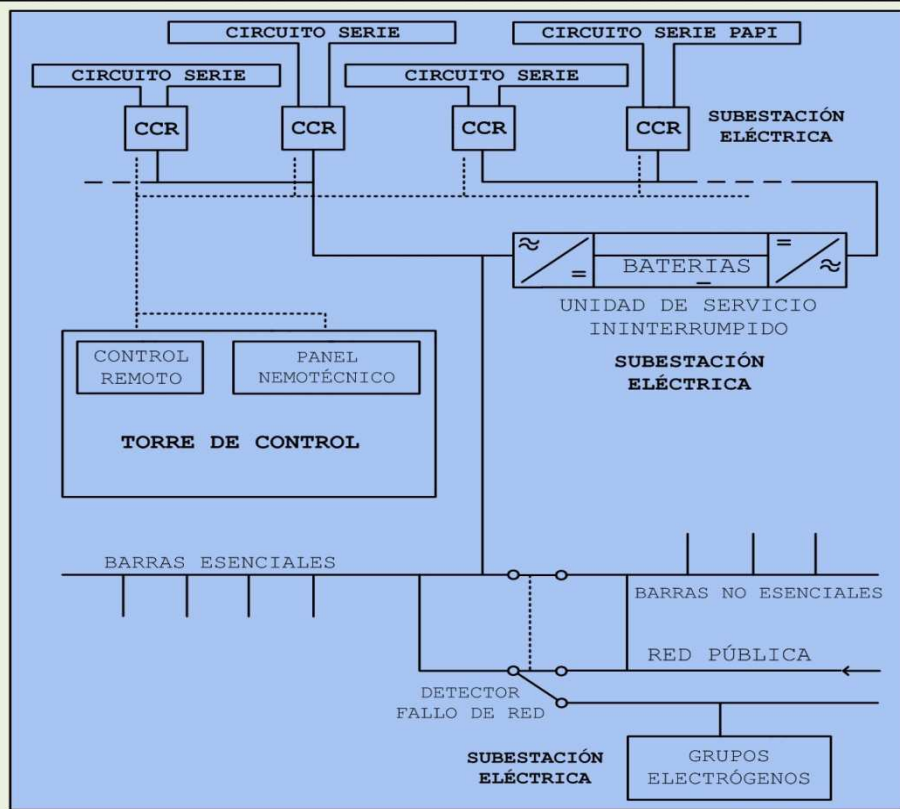 CIRCUITO SERIE
CIRCUITO SERIE PAPI
CIRCUITO SERIE
CIRCUITO SERIE
CCR
CCR
CCR
CCR
SUBESTACIÓN
ELÉCTRICA
BATERIAS
UNIDAD DE SERVICIO
ININTERRUMPIDO
SUBESTACIÓN
ELÉCTRICA
CONTROL
REMOTO
PANEL
NEMOTÉCNICO
TORRE DE CONTROL
BARRAS ESENCIALES
BARRAS NO ESENCIALES
RED PÚBLICA
DETECTOR
FALLO DE RED
SUBESTACIÓN
ELÉCTRICA
GRUPOS
ELECTRÓGENOS